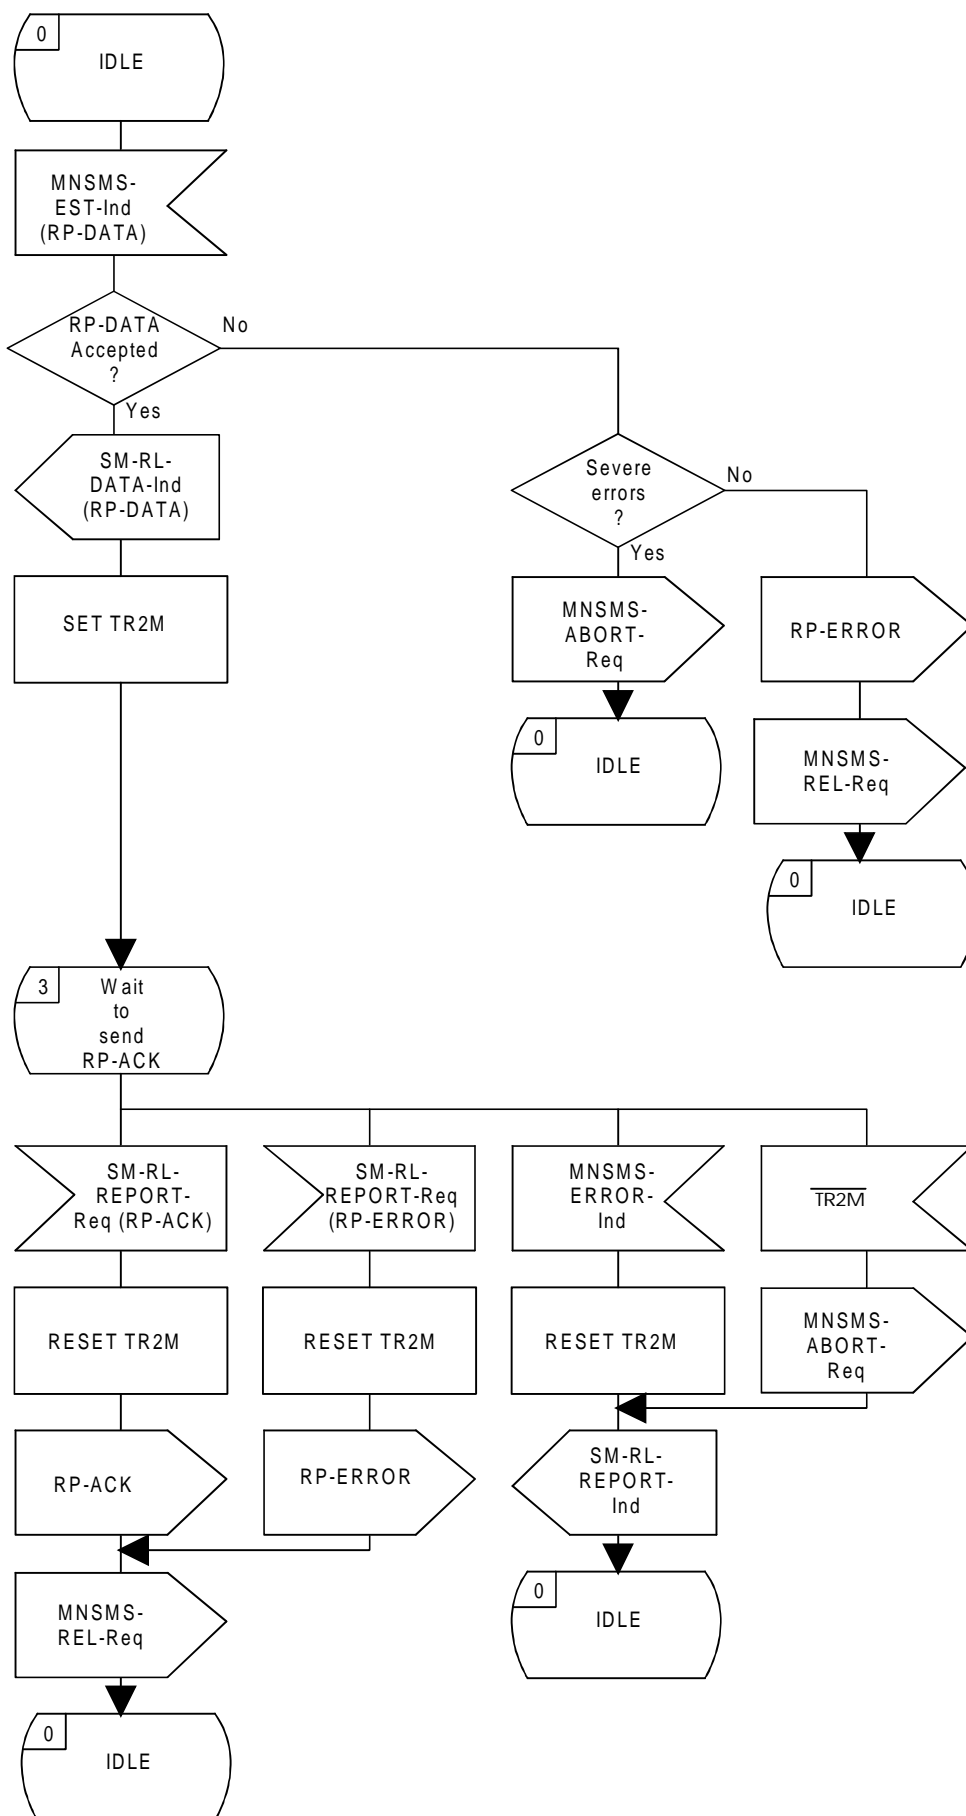 0
IDLE
MNSMS-
EST-Ind
(RP-DATA)
RP-DATA
Accepted
?
No
Yes
SM-RL-
DATA-Ind
(RP-DATA)
SET TR2M
Severe
errors
?
No
Yes
MNSMS-
ABORT-
Req
RP-ERROR
0
IDLE
MNSMS-
REL-Req
0
IDLE
3
Wait
to
send
RP-ACK
SM-RL-
REPORT-
Req (RP-ACK)
SM-RL-
REPORT-Req
(RP-ERROR)
MNSMS-
ERROR-
Ind
TR2M
RESET TR2M
RESET TR2M
RESET TR2M
MNSMS-
ABORT-
Req
RP-ACK
RP-ERROR
SM-RL-
REPORT-
Ind
MNSMS-
REL-Req
0
IDLE
0
IDLE